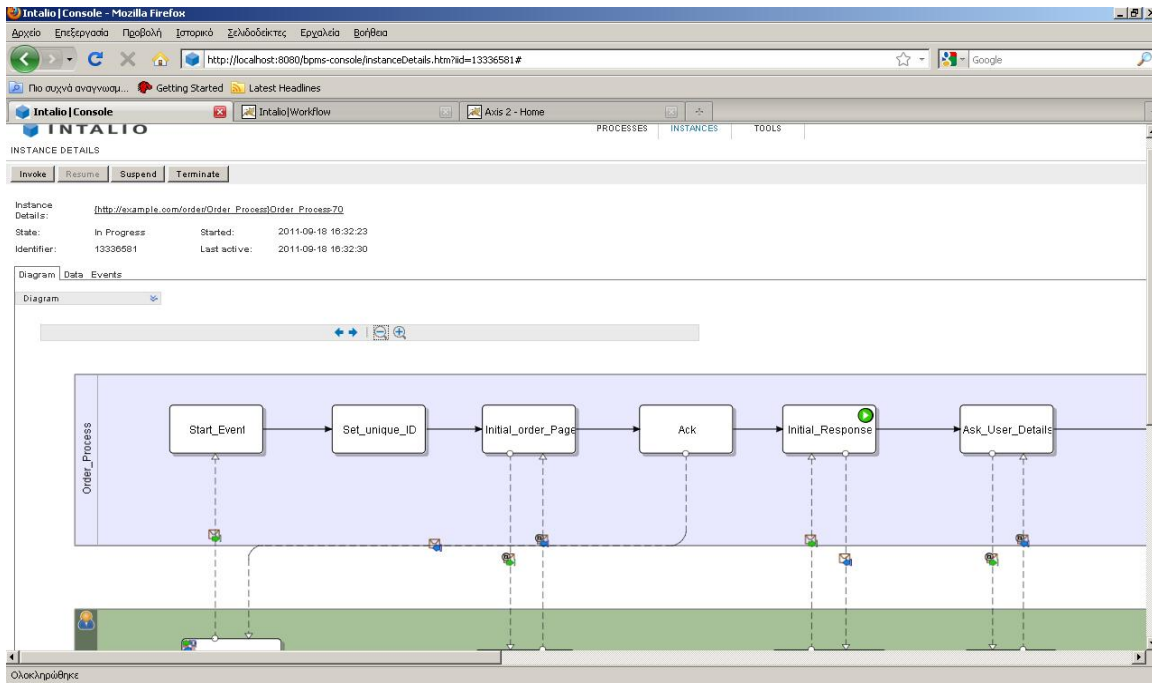 Intalio|Console - Mozilla Firefox
Αρχείο Επεξεργασία Προβολή Ιστορικό Σελιδοδείκτες Εργαλεία Βοήθεια
http://localhost:8080/bpms-console/instanceDetails.htm?iid=13336581#
Google
Πιο συχνά αναγνωσμ... Getting Started Latest Headlines
Intalio|Console Intalio|Workflow Axis 2 - Home
INTALIO PROCESSES INSTANCES TOOLS
INSTANCE DETAILS
Invoke Resume Suspend Terminate
Instance
Details: {http://example.com/order/Order_Process}Order_Process-70
State: In Progress Started: 2011-09-18 16:32:23
Identifier: 13336581 Last active: 2011-09-18 16:32:30
Diagram Data Events
Diagram
Order_Process
Start_Event Set_unique_ID Initial_order_Page Ack Initial_Response Ask_User_Details
Ολοκληρώθηκε